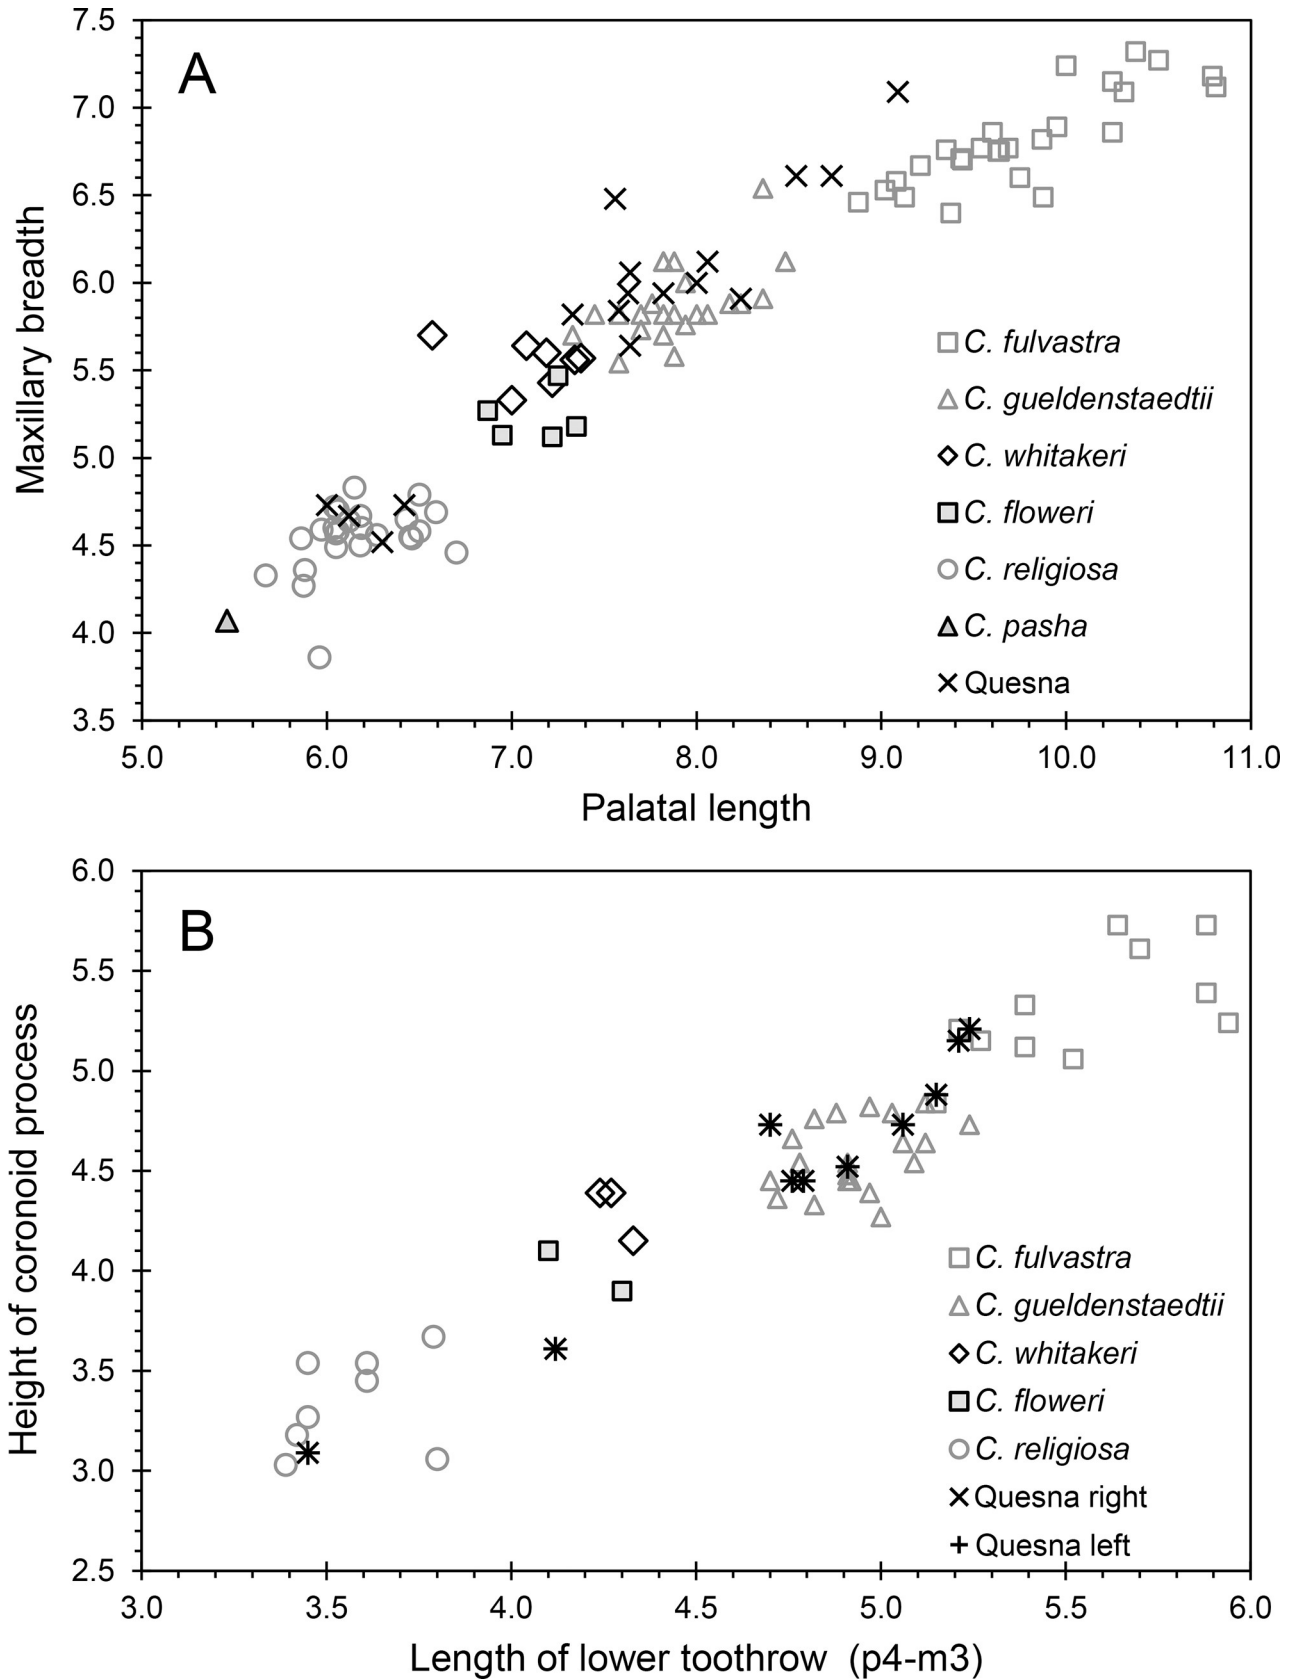 A
7.5
7.0
6.5
6.0
5.5
5.0
4.5
4.0
3.5
Maxillary breadth
C. fulvastra
C. gueldenstaedtii
C. whitakeri
C. floweri
C. religiosa
C. pasha
Quesna
5.0 6.0 7.0 8.0 9.0 10.0 11.0
Palatal length
B
6.0
5.5
5.0
4.5
4.0
3.5
3.0
2.5
Height of coronoid process
C. fulvastra
C. gueldenstaedtii
C. whitakeri
C. floweri
C. religiosa
Quesna right
Quesna left
3.0 3.5 4.0 4.5 5.0 5.5 6.0
Length of lower toothrow (p4-m3)